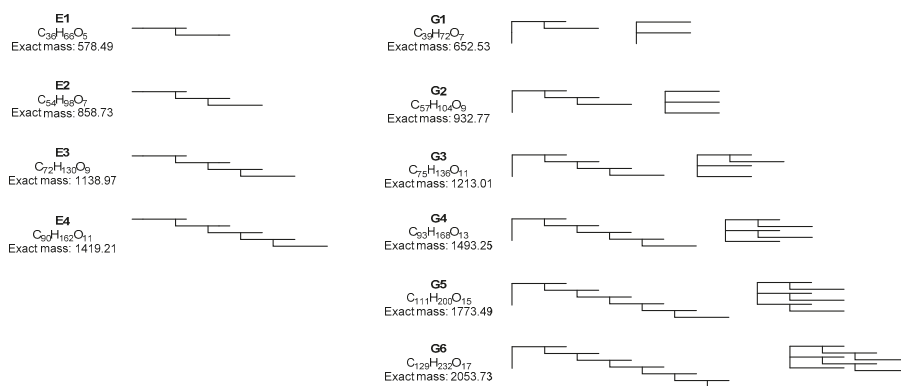 E1
C36H66O5
Exact mass: 578.49
E2
C54H98O7
Exact mass: 858.73
E3
C72H130O9
Exact mass: 1138.97
E4
C90H162O11
Exact mass: 1419.21
G1
C39H72O7
Exact mass: 652.53
G2
C57H104O9
Exact mass: 932.77
G3
C75H136O11
Exact mass: 1213.01
G4
C93H168O13
Exact mass: 1493.25
G5
C111H200O15
Exact mass: 1773.49
G6
C129H232O17
Exact mass: 2053.73